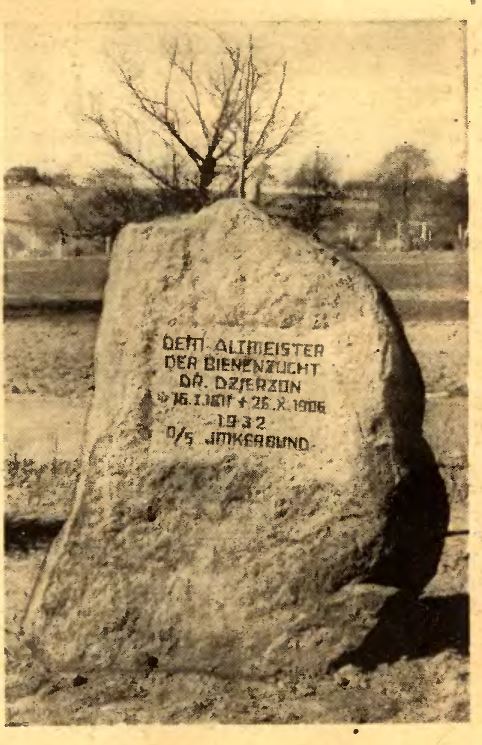 DEM ALTMEISTER
DER BIENENZUCHT
DR. DZIERZON
* 16.I.1811 + 26.X.1906
1932
O/S IMKERBUND